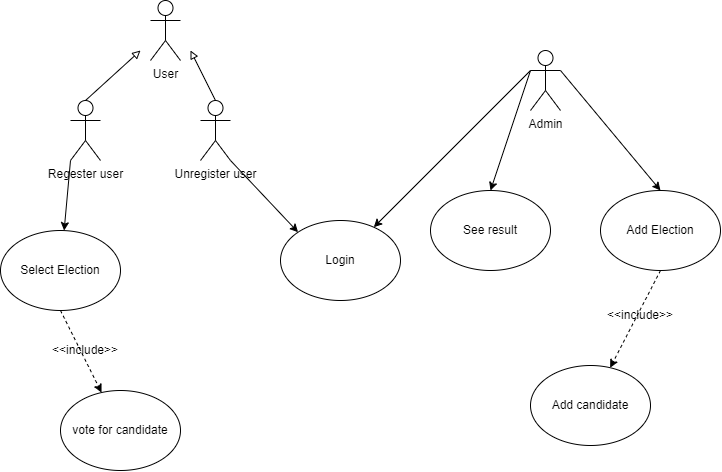 User
Admin
Regester user
Unregister user
See result
Add Election
Login
Select Election
<<include>>
<<include>>
Add candidate
vote for candidate